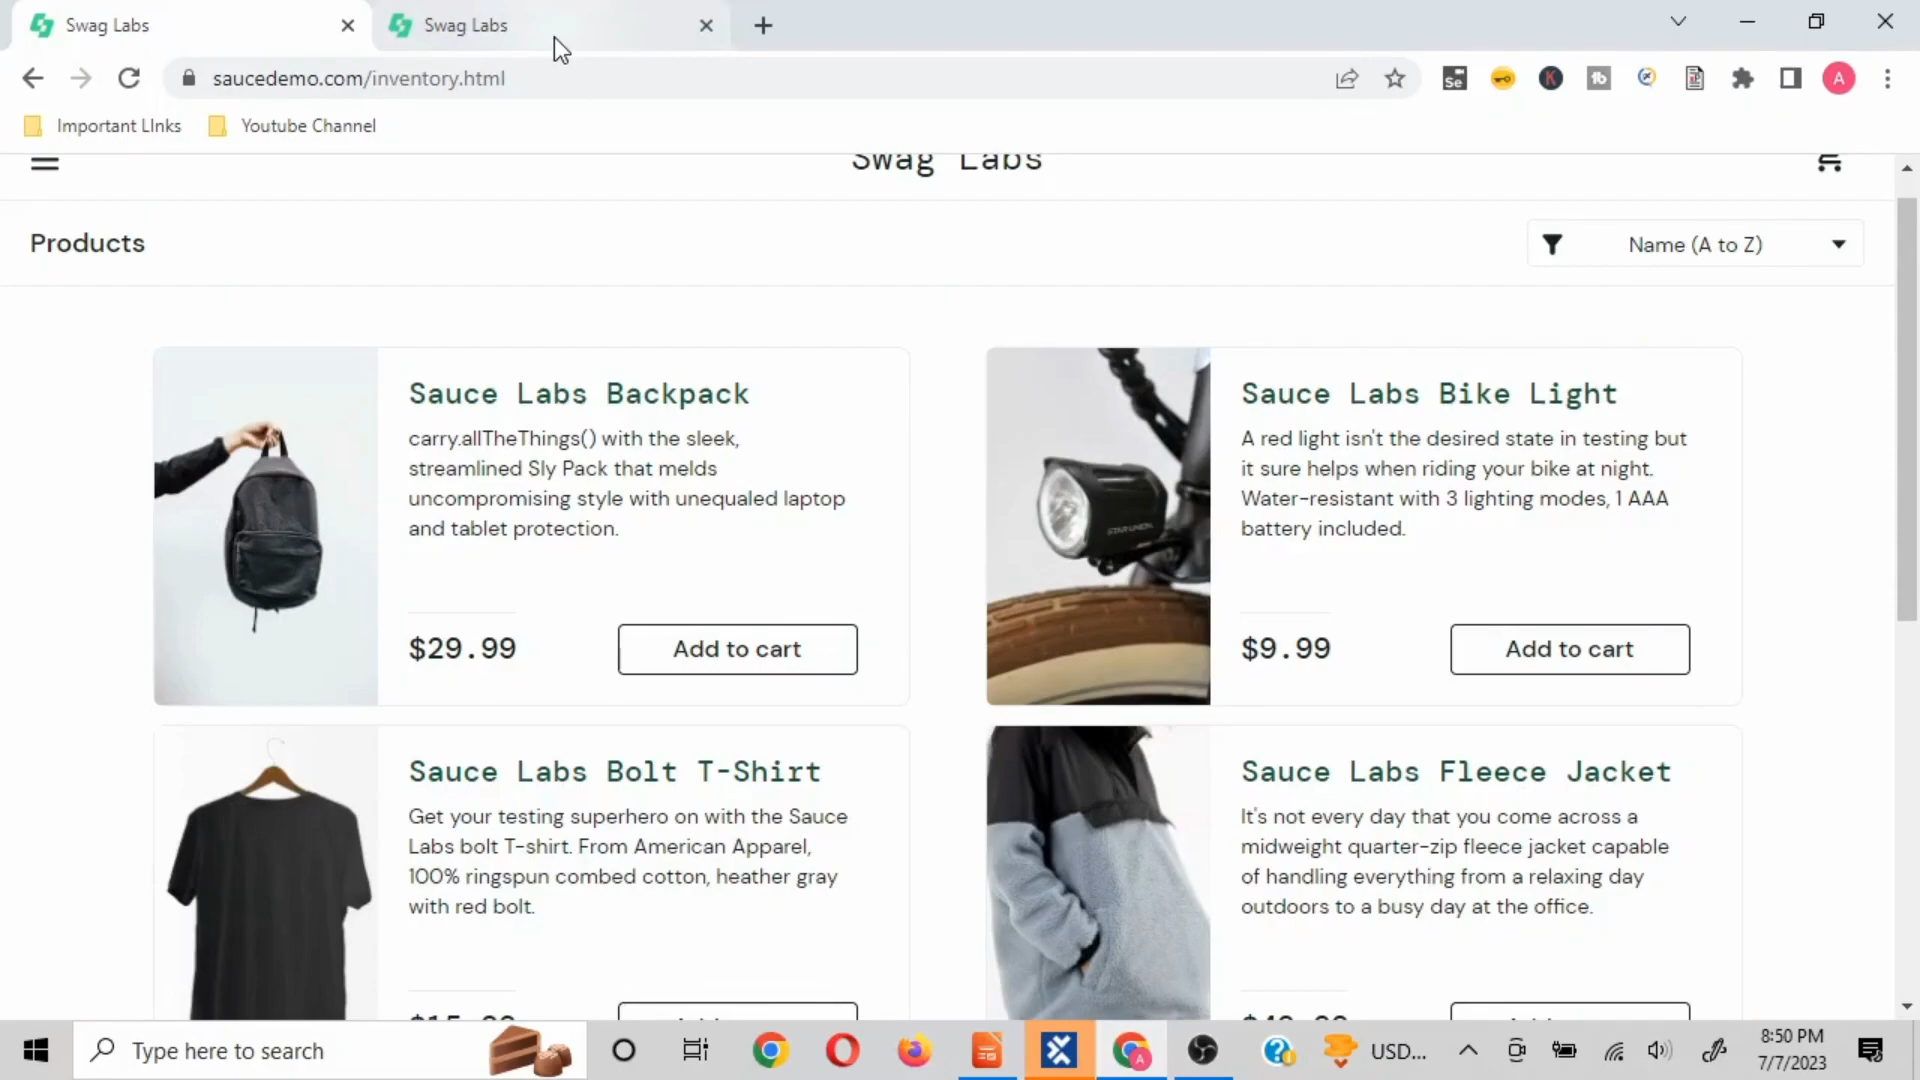 Swag Labs
Swag Labs
saucedemo.com/inventory.html
Se
K
tb
A
Important LInks
Youtube Channel
Swag Labs
Products
Name (A to Z)
Sauce Labs Backpack
carry.allTheThings() with the sleek,
streamlined Sly Pack that melds
uncompromising style with unequaled laptop
and tablet protection.
$29.99
Add to cart
Sauce Labs Bike Light
A red light isn't the desired state in testing but
it sure helps when riding your bike at night.
Water-resistant with 3 lighting modes, 1 AAA
battery included.
STAR UNION
$9.99
Add to cart
Sauce Labs Bolt T-Shirt
Get your testing superhero on with the Sauce
Labs bolt T-shirt. From American Apparel,
100% ringspun combed cotton, heather gray
with red bolt.
Sauce Labs Fleece Jacket
It's not every day that you come across a
midweight quarter-zip fleece jacket capable
of handling everything from a relaxing day
outdoors to a busy day at the office.
Type here to search
A
USD...
8:50 PM
7/7/2023